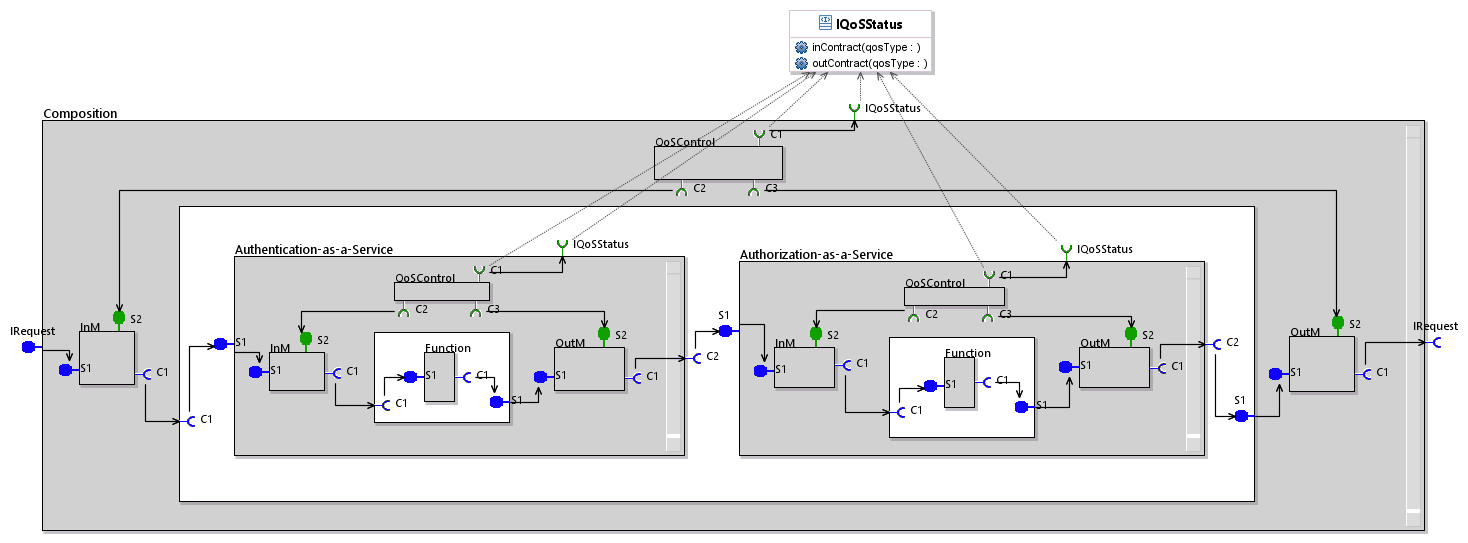 IQoSStatus
inContract(qosType : )
outContract(qosType : )
IQoSStatus
Composition
C1
QoSControl
C2
C3
Authentication-as-a-Service
IQoSStatus
Authorization-as-a-Service
IQoSStatus
C1
QoSControl
C2
C3
C1
QoSControl
C2
C3
IRequest
InM
S2
S1
C1
C1
S1
InM
S2
S1
C1
C1
Function
S1
C1
S1
OutM
S2
S1
C1
C2
S1
InM
S2
S1
C1
C1
Function
S1
C1
S1
OutM
S2
S1
C1
C2
S1
OutM
S2
S1
C1
IRequest